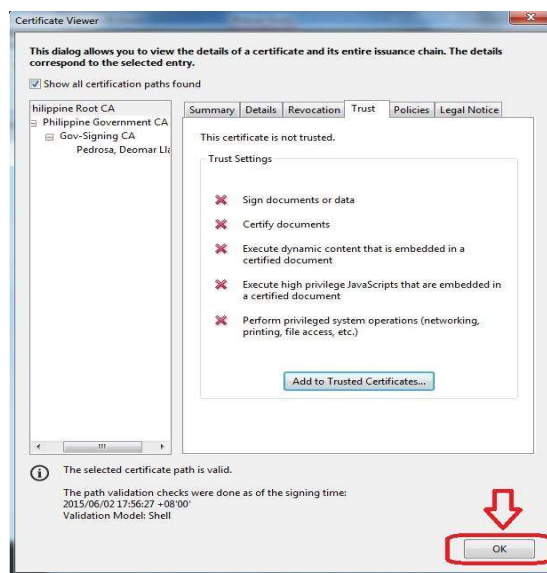 Certificate Viewer
This dialog allows you to view the details of a certificate and its entire issuance chain. The details
correspond to the selected entry.
Show all certification paths found
hilippine Root CA
Philippine Government CA
Gov-Signing CA
Pedrosa, Deomar Lla
Summary Details Revocation Trust Policies Legal Notice
This certificate is not trusted.
Trust Settings
Sign documents or data
Certify documents
Execute dynamic content that is embedded in a
certified document
Execute high privilege JavaScripts that are embedded in
a certified document
Perform privileged system operations (networking,
printing, file access, etc.)
Add to Trusted Certificates...
The selected certificate path is valid.
The path validation checks were done as of the signing time:
2015/06/02 17:56:27 +08'00'
Validation Model: Shell
OK